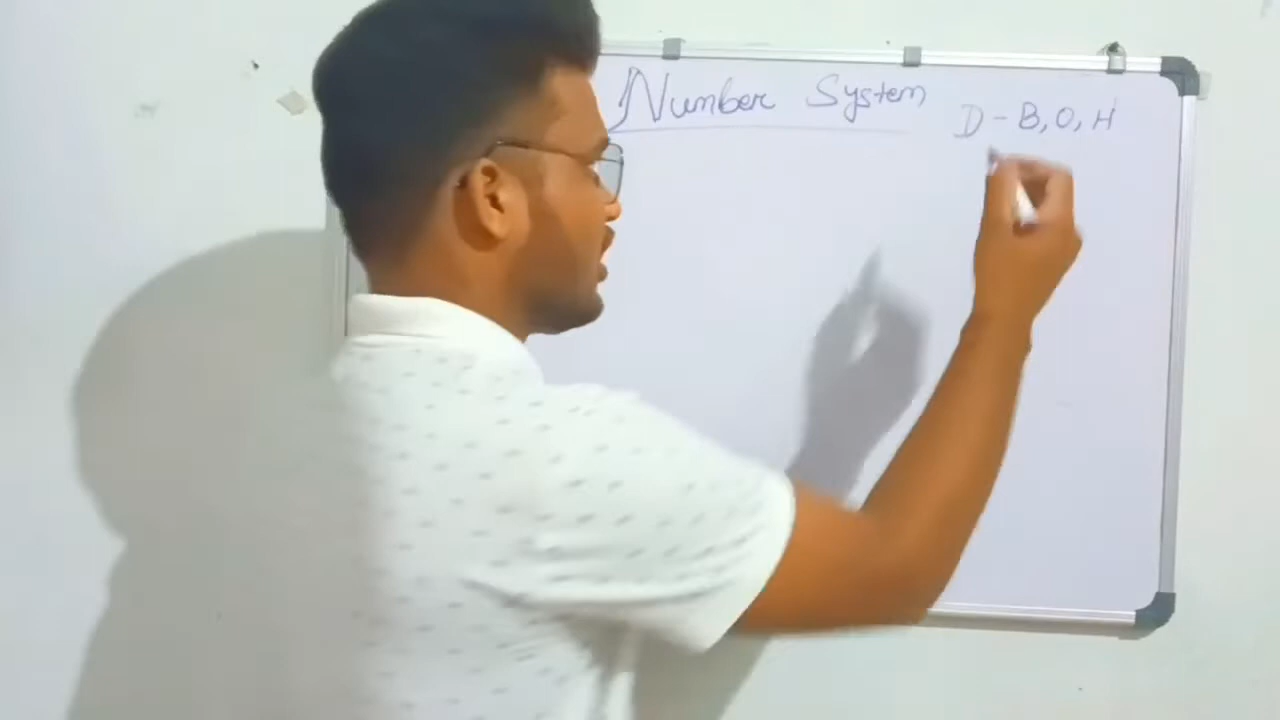 Number System
D - B, O, H